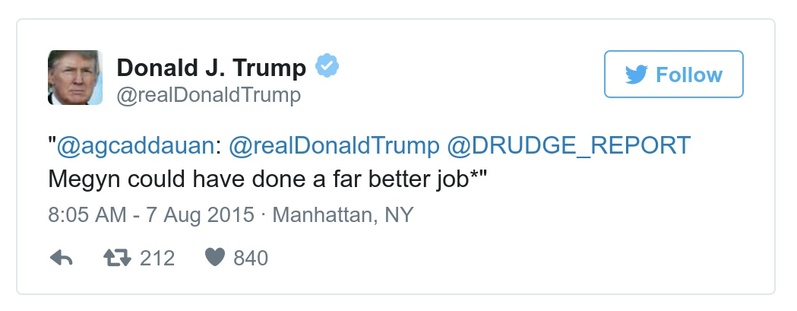 Donald J. Trump
@realDonaldTrump
Follow
"@agcaddauan: @realDonaldTrump @DRUDGE_REPORT
Megyn could have done a far better job*"
8:05 AM - 7 Aug 2015 · Manhattan, NY
212 840